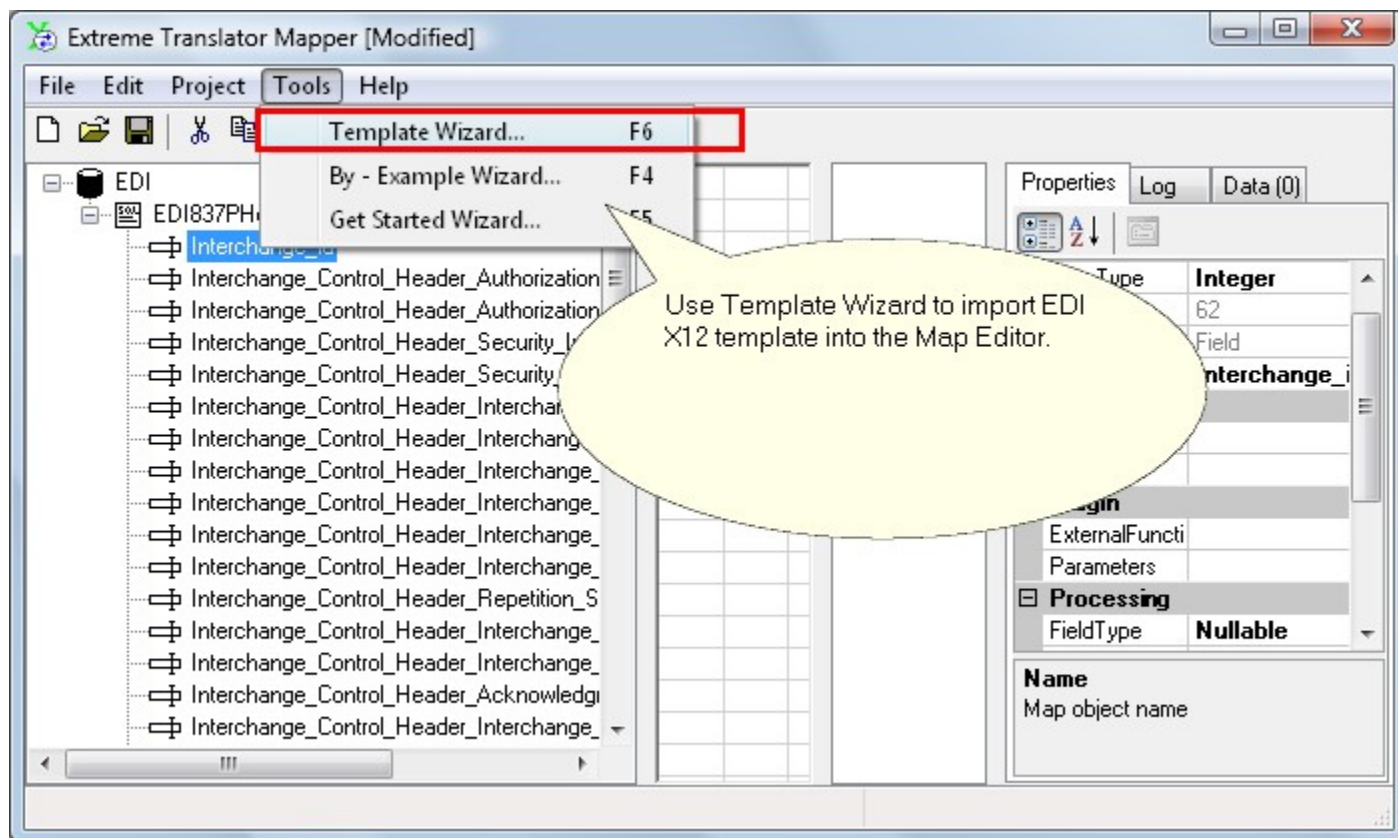 Extreme Translator Mapper [Modified]
File Edit Project Tools Help
Template Wizard... F6
By - Example Wizard... F4
Get Started Wizard... F5
EDI
Interchange_id
Interchange_Control_Header_Authorization
Interchange_Control_Header_Authorization
Interchange_Control_Header_Security_
Interchange_Control_Header_Security_
Interchange_Control_Header_Interchan
Interchange_Control_Header_Interchang
Interchange_Control_Header_Interchange_
Interchange_Control_Header_Interchange_
Interchange_Control_Header_Interchange_
Interchange_Control_Header_Interchange_
Interchange_Control_Header_Repetition_S
Interchange_Control_Header_Interchange_
Interchange_Control_Header_Interchange_
Interchange_Control_Header_Acknowledg
Interchange_Control_Header_Interchange_
Use Template Wizard to import EDI
X12 template into the Map Editor.
Properties Log Data (0)
Integer
62
Field
nterchange_i
ExternalFuncti
Parameters
Processing
FieldType Nullable
Name
Map object name